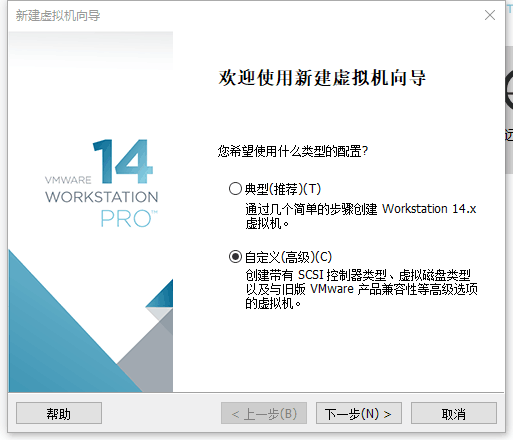 新建虚拟机向导
欢迎使用新建虚拟机向导
14
VMWARE
WORKSTATION
PRO™
您希望使用什么类型的配置?
典型(推荐)(T)
通过几个简单的步骤创建 Workstation 14.x
虚拟机。
自定义(高级)(C)
创建带有 SCSI 控制器类型、虚拟磁盘类型
以及与旧版 VMware 产品兼容性等高级选项
的虚拟机。
帮助
< 上一步(B)
下一步(N) >
取消